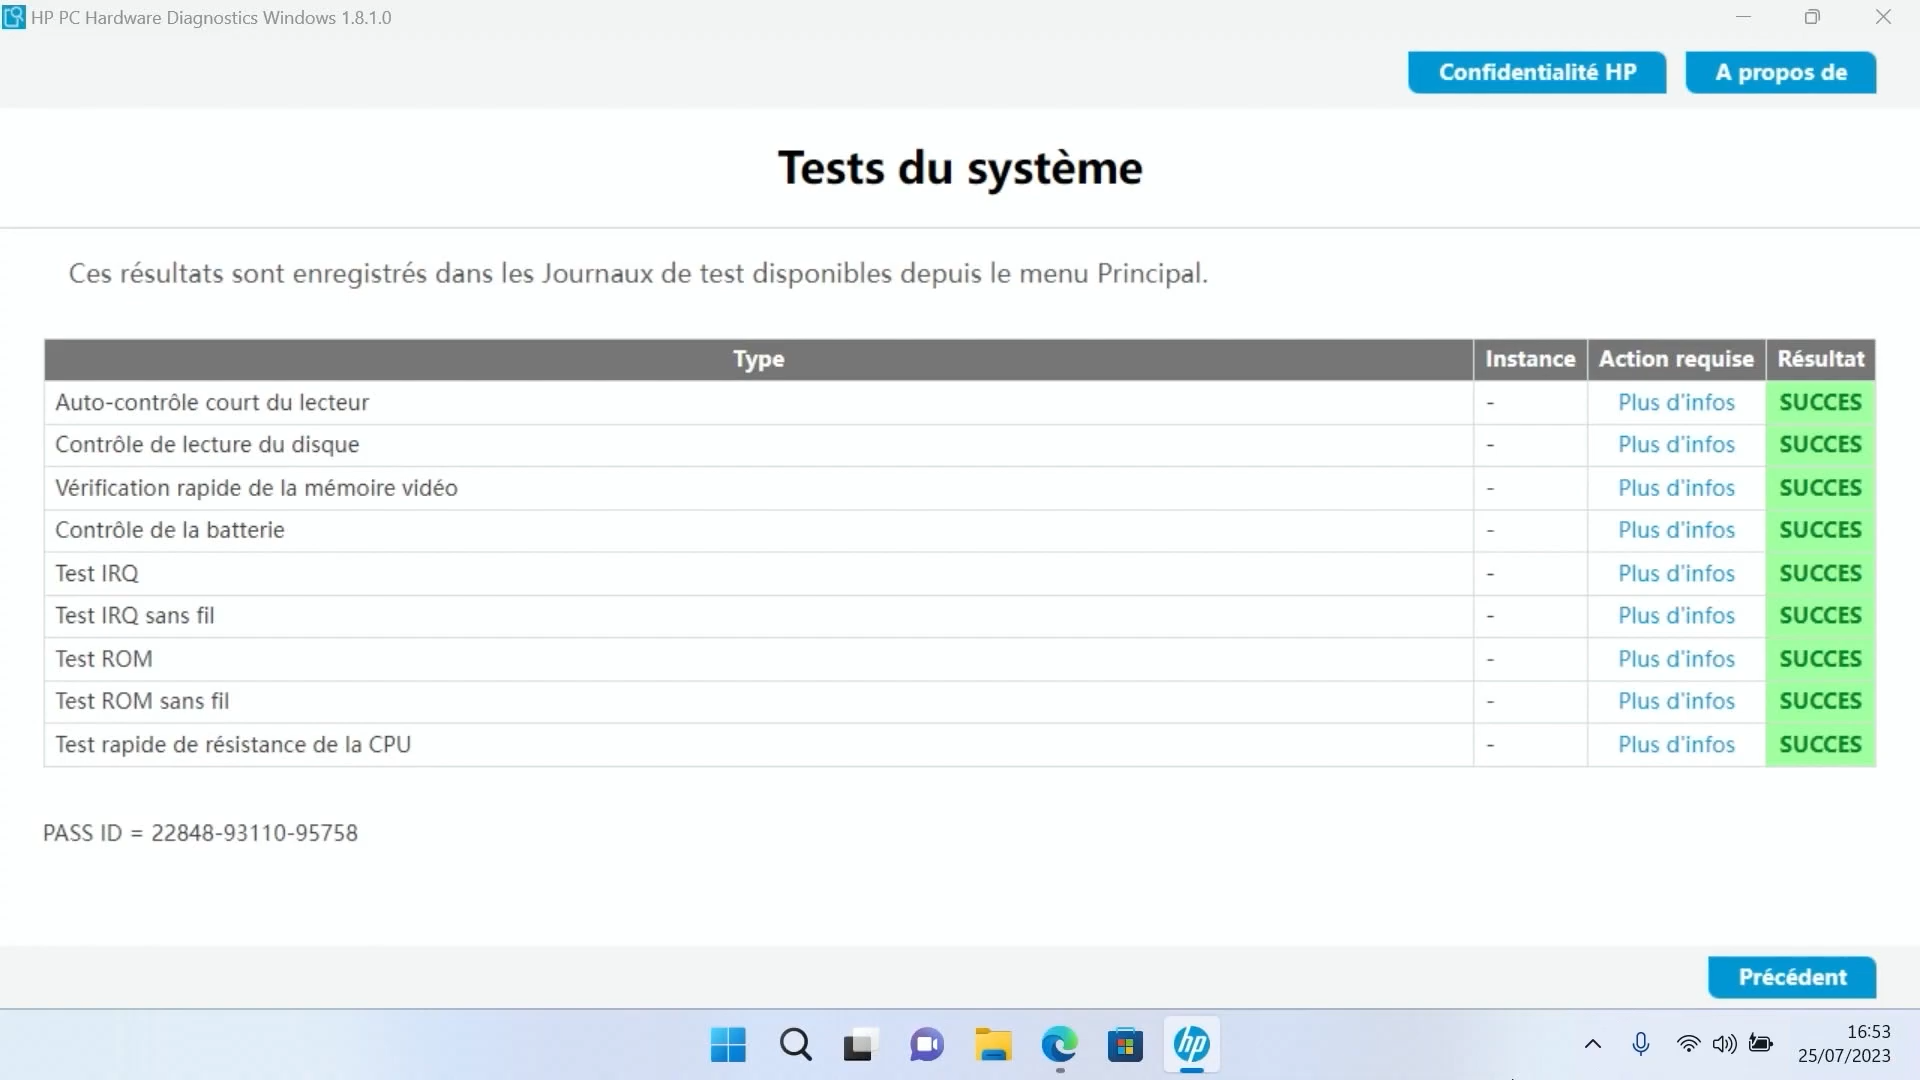 HP PC Hardware Diagnostics Windows 1.8.1.0
Confidentialité HP
A propos de
Tests du système
Ces résultats sont enregistrés dans les Journaux de test disponibles depuis le menu Principal.
Type Instance Action requise Résultat
Auto-contrôle court du lecteur - Plus d'infos SUCCES
Contrôle de lecture du disque - Plus d'infos SUCCES
Vérification rapide de la mémoire vidéo - Plus d'infos SUCCES
Contrôle de la batterie - Plus d'infos SUCCES
Test IRQ - Plus d'infos SUCCES
Test IRQ sans fil - Plus d'infos SUCCES
Test ROM - Plus d'infos SUCCES
Test ROM sans fil - Plus d'infos SUCCES
Test rapide de résistance de la CPU - Plus d'infos SUCCES
PASS ID = 22848-93110-95758
Précédent
hp
16:53
25/07/2023